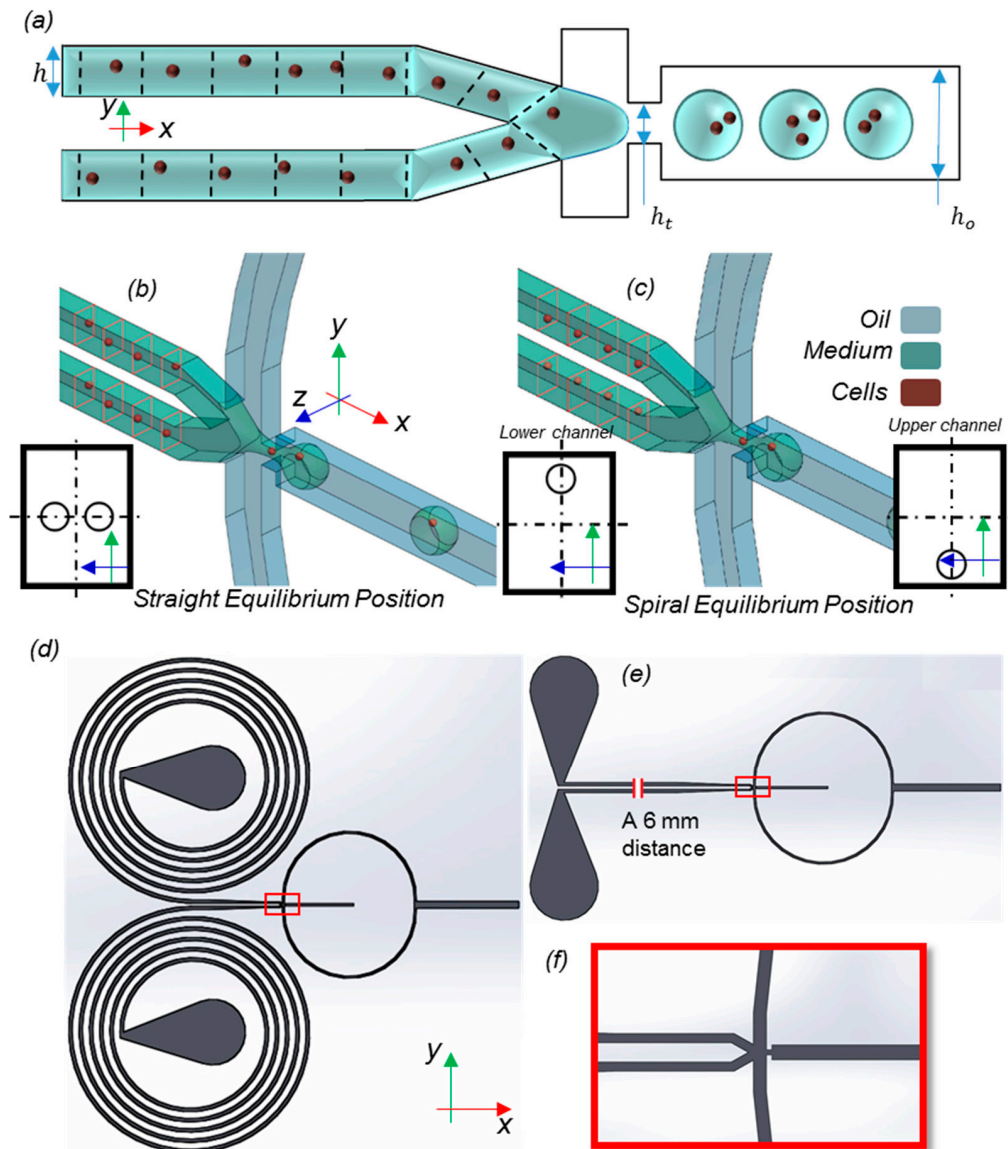 (a)
h
y
x
h_t
h_o
(b)
(c)
Oil
Medium
Cells
y
z
x
Lower channel
Upper channel
Straight Equilibrium Position
Spiral Equilibrium Position
(d)
(e)
A 6 mm
distance
(f)
y
x